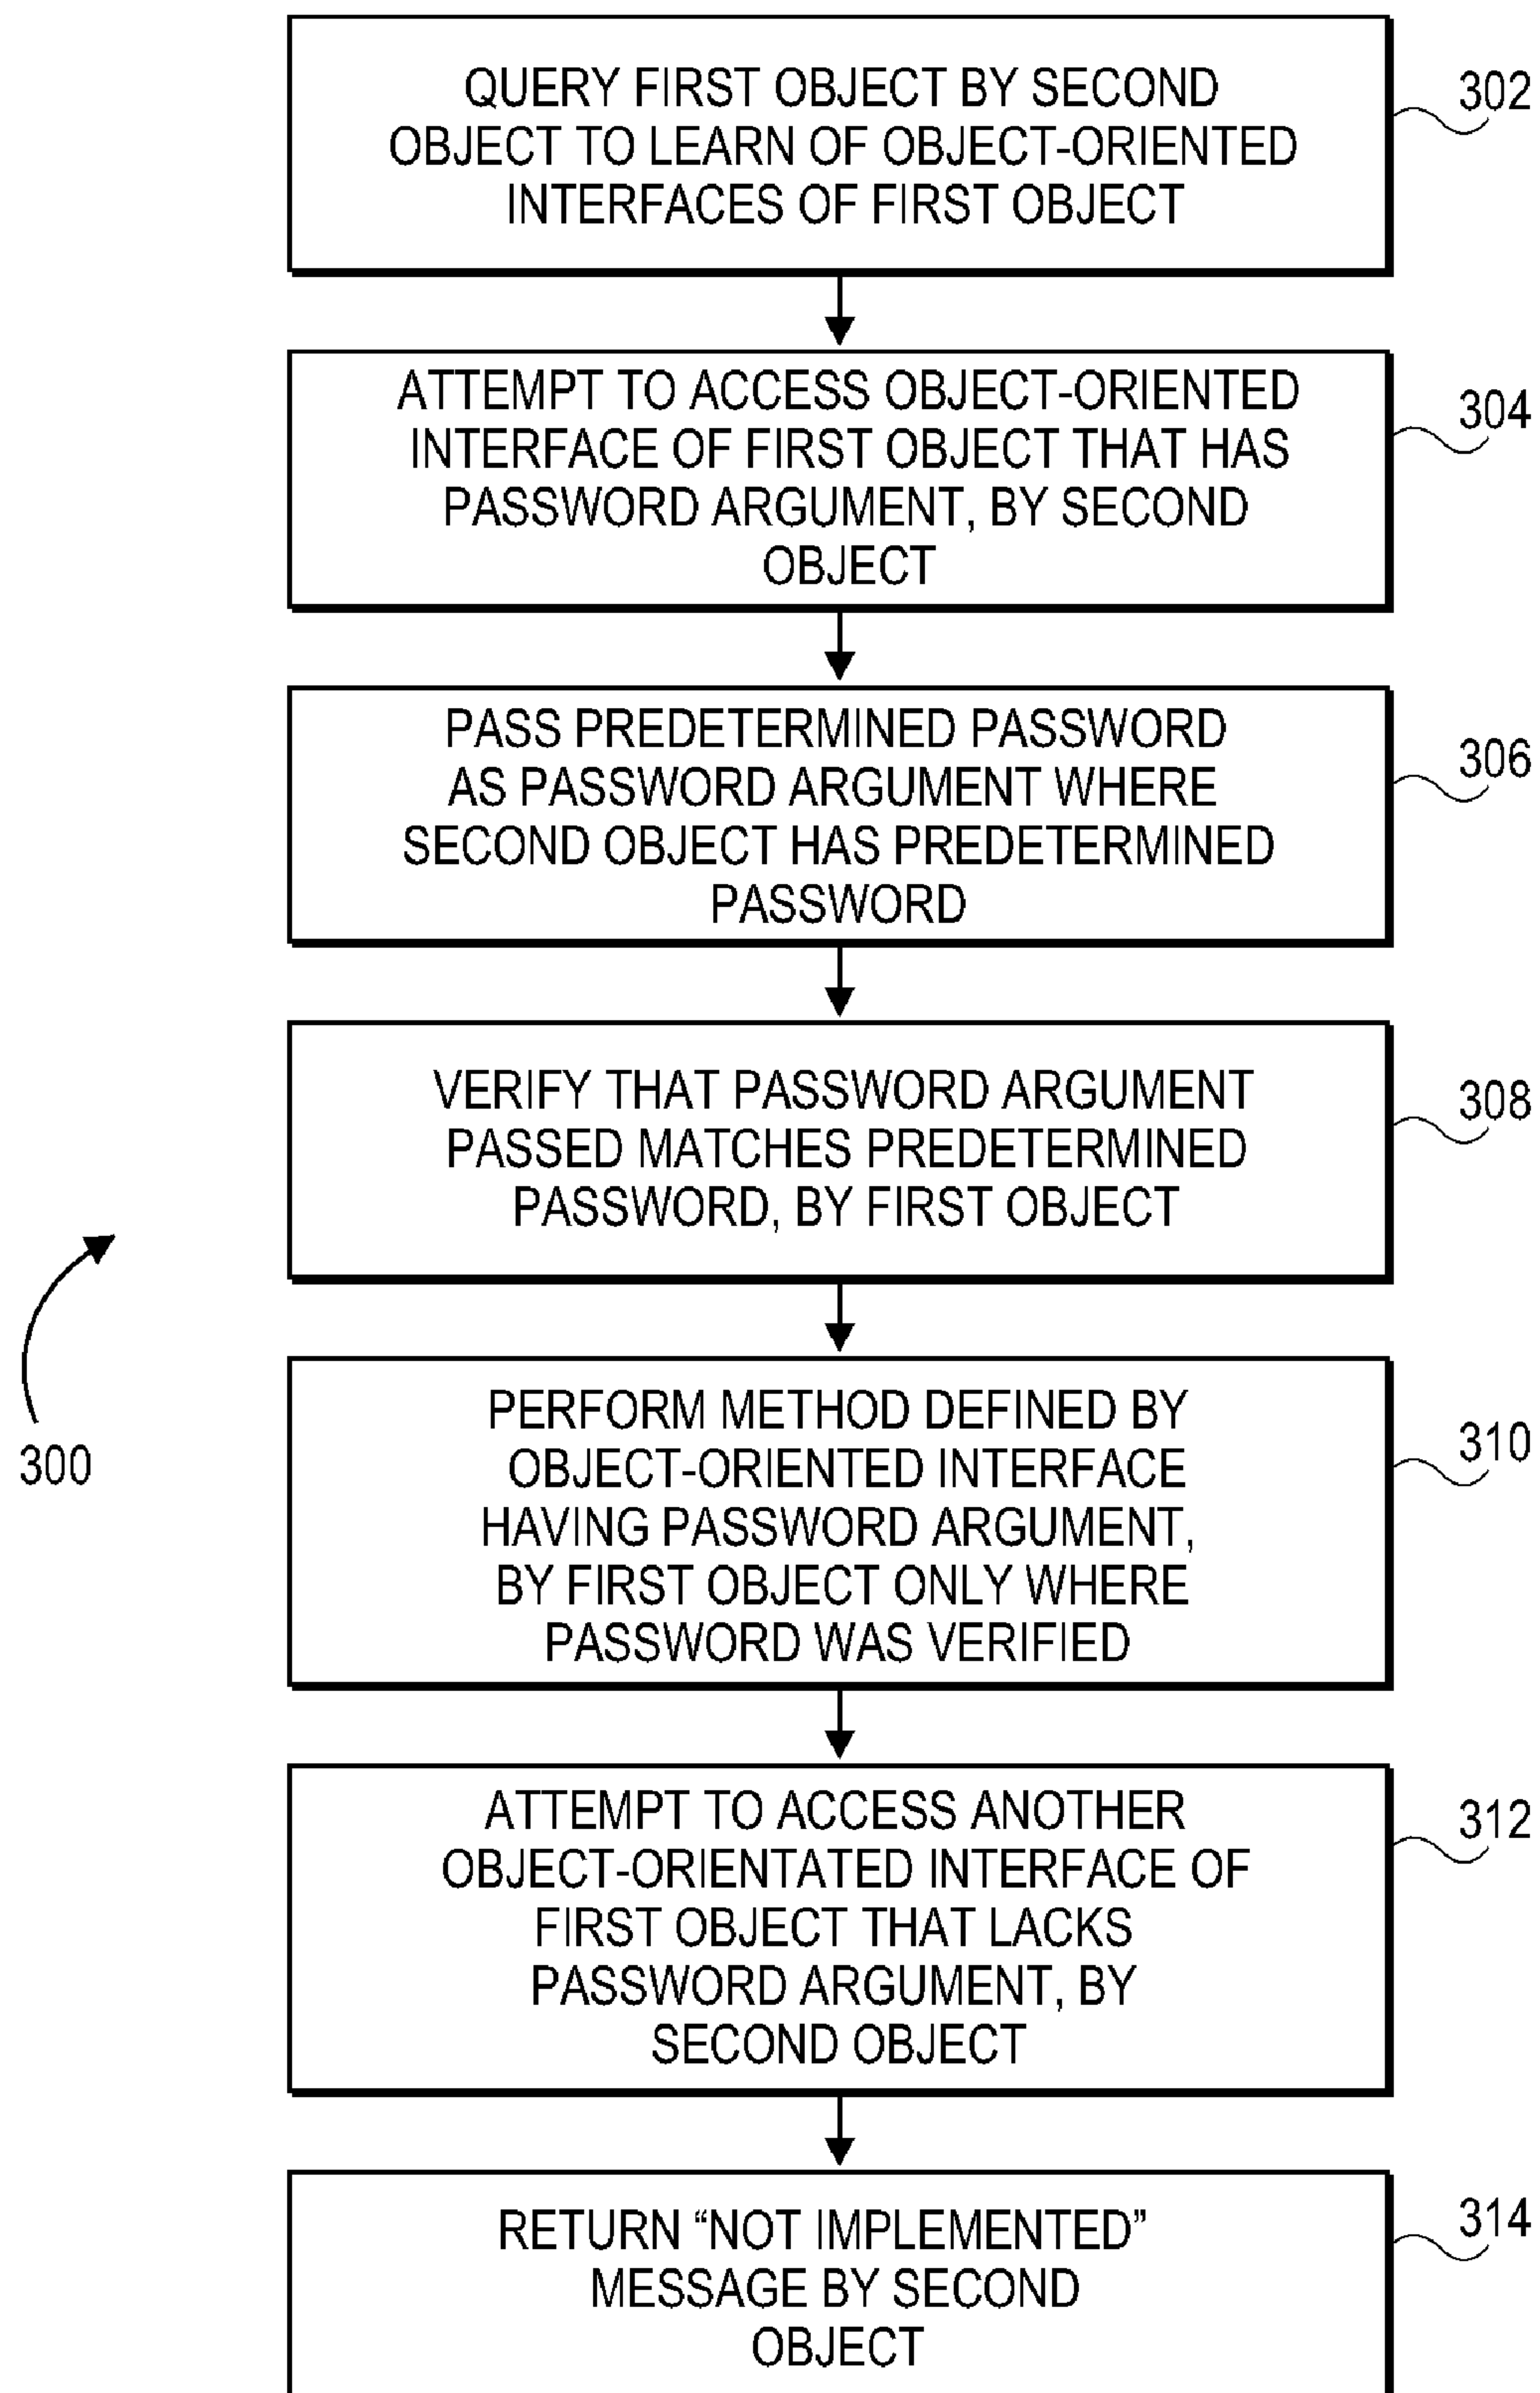 QUERY FIRST OBJECT BY SECOND
OBJECT TO LEARN OF OBJECT-ORIENTED
INTERFACES OF FIRST OBJECT
302
ATTEMPT TO ACCESS OBJECT-ORIENTED
INTERFACE OF FIRST OBJECT THAT HAS
PASSWORD ARGUMENT, BY SECOND
OBJECT
304
PASS PREDETERMINED PASSWORD
AS PASSWORD ARGUMENT WHERE
SECOND OBJECT HAS PREDETERMINED
PASSWORD
306
VERIFY THAT PASSWORD ARGUMENT
PASSED MATCHES PREDETERMINED
PASSWORD, BY FIRST OBJECT
308
300
PERFORM METHOD DEFINED BY
OBJECT-ORIENTED INTERFACE
HAVING PASSWORD ARGUMENT,
BY FIRST OBJECT ONLY WHERE
PASSWORD WAS VERIFIED
310
ATTEMPT TO ACCESS ANOTHER
OBJECT-ORIENTATED INTERFACE OF
FIRST OBJECT THAT LACKS
PASSWORD ARGUMENT, BY
SECOND OBJECT
312
RETURN “NOT IMPLEMENTED”
MESSAGE BY SECOND
OBJECT
314